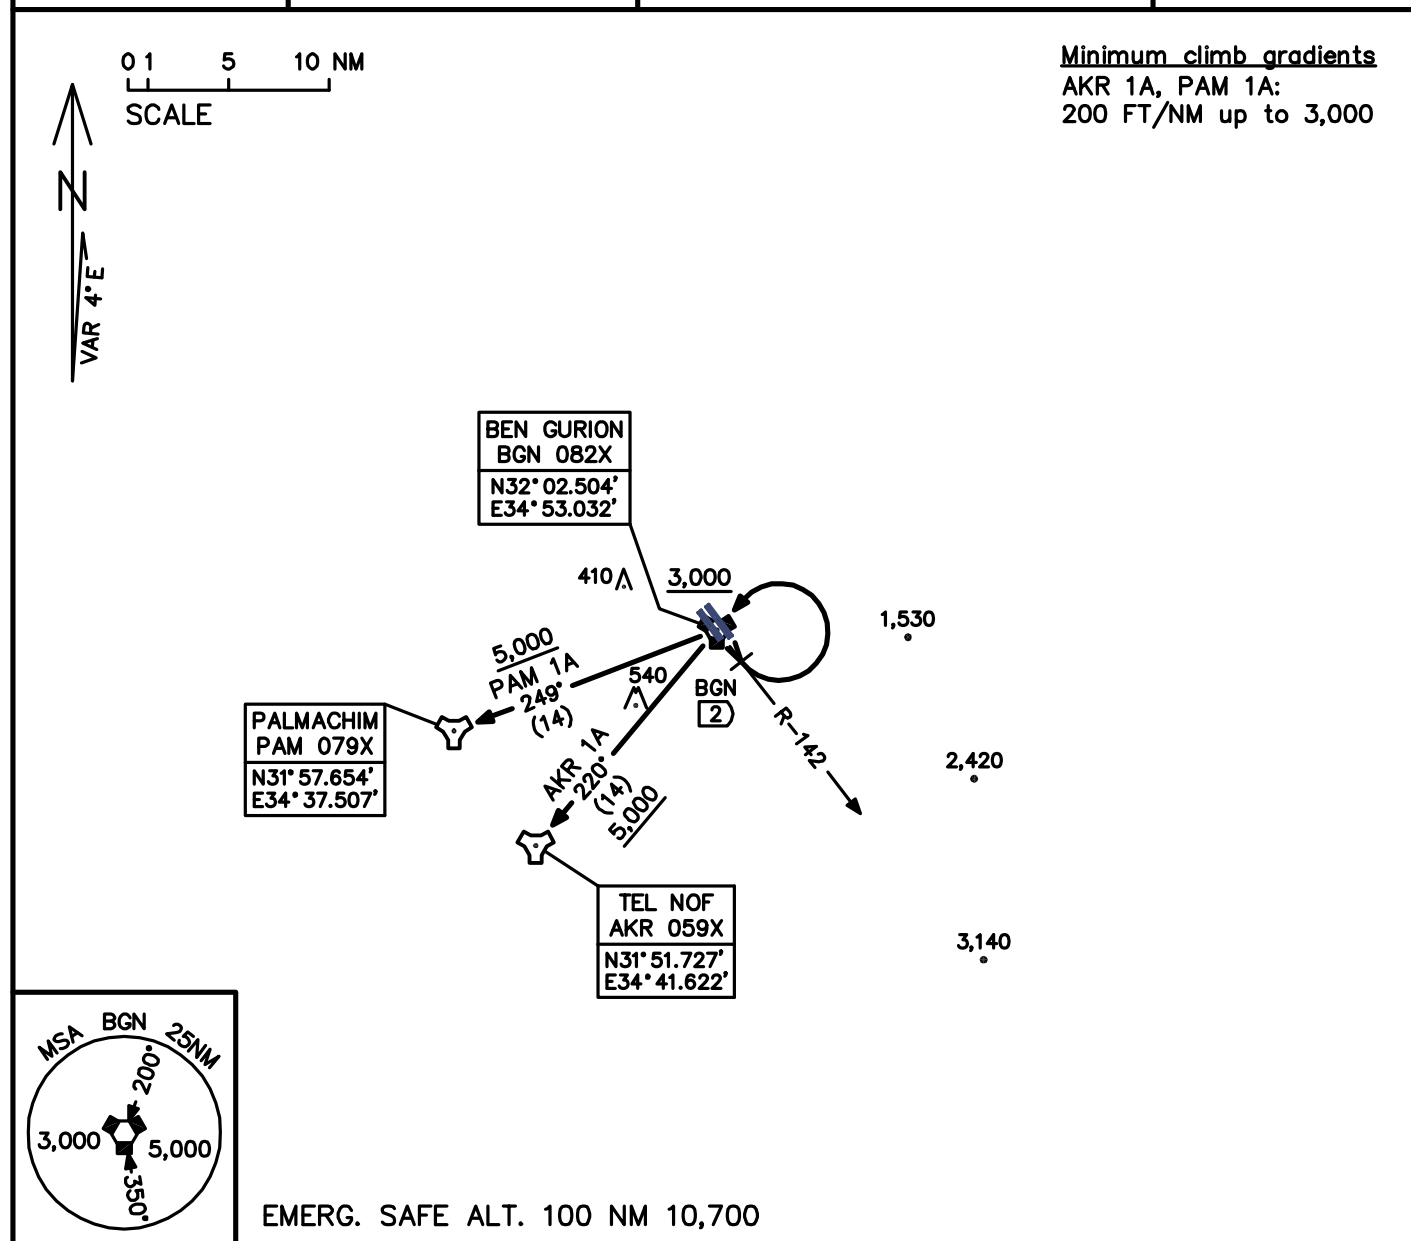 0 1 5 10 NM
SCALE
Minimum climb gradients
AKR 1A, PAM 1A:
200 FT/NM up to 3,000
N
VAR 4°E
BEN GURION
BGN 082X
N32°02.504'
E34°53.032'
410
3,000
1,530
5,000
PAM 1A
249°
(14)
540
BGN
2
R-142
PALMACHIM
PAM 079X
N31°57.654'
E34°37.507'
AKR 1A
220°
(14)
5,000
2,420
TEL NOF
AKR 059X
N31°51.727'
E34°41.622'
3,140
MSA BGN 25NM
200°
3,000
5,000
350°
EMERG. SAFE ALT. 100 NM 10,700